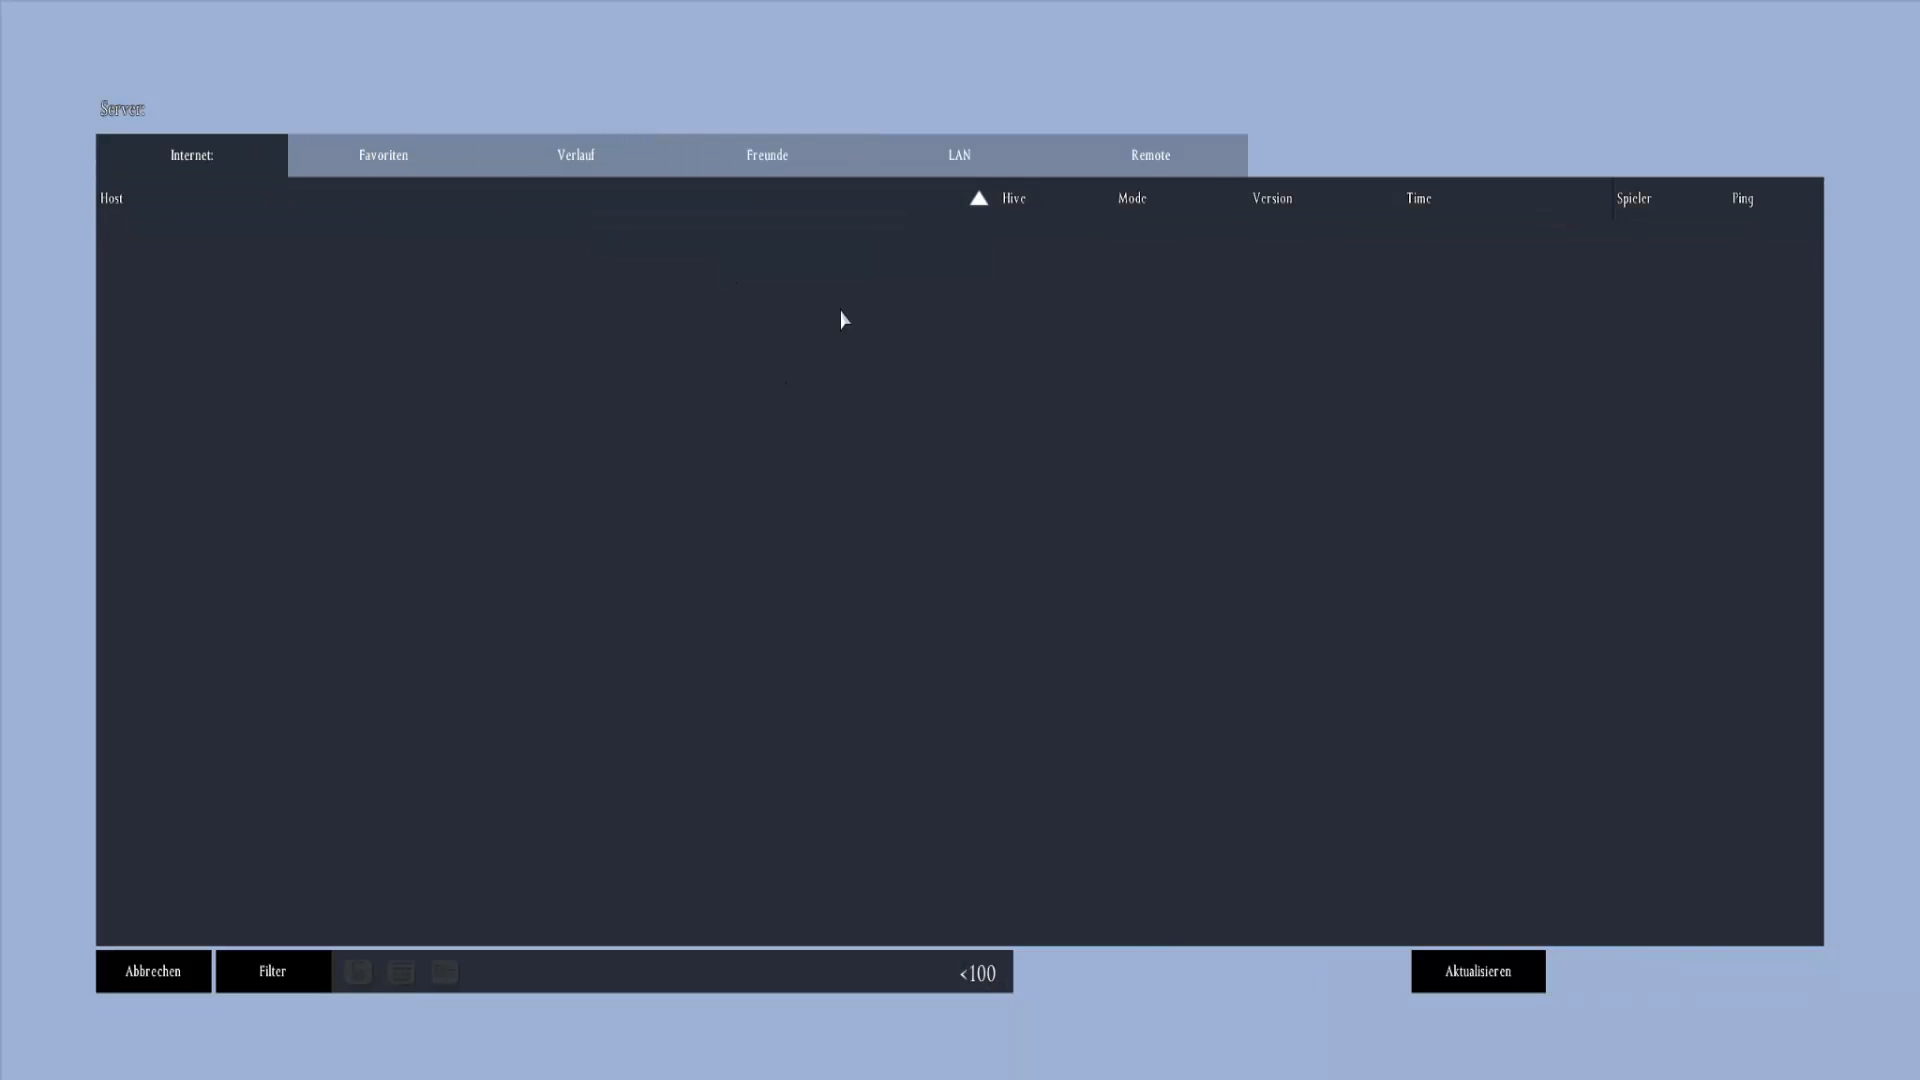 Server:
Internet: Favoriten Verlauf Freunde LAN Remote
Host Hive Mode Version Time Spieler Ping
Abbrechen Filter <100 Aktualisieren